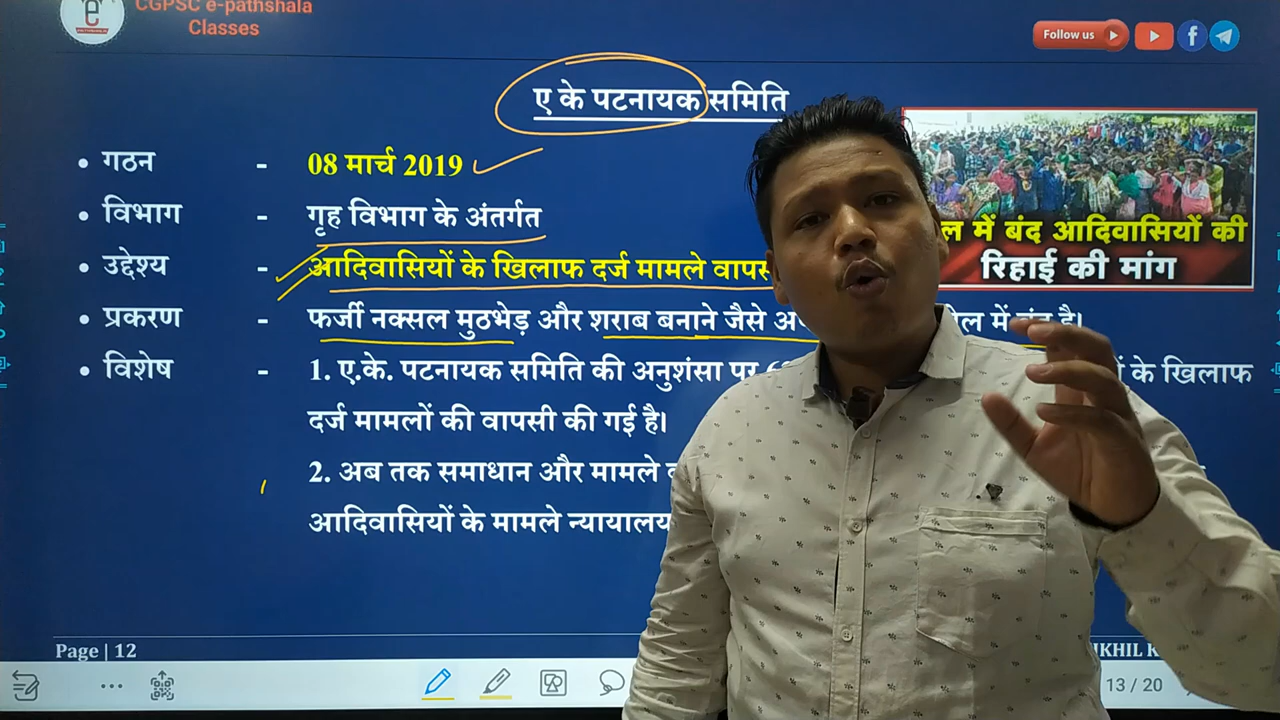 CGPSC e-pathshala
Classes
e
Follow us
ए के पटनायक समिति
• गठन - 08 मार्च 2019
• विभाग - गृह विभाग के अंतर्गत
• उद्देश्य - आदिवासियों के खिलाफ दर्ज मामले
• प्रकरण - फर्जी नक्सल मुठभेड़ और शराब बनाने जैसे में बंद है।
• विशेष - 1. ए.के. पटनायक समिति की अनुशंसा पर के खिलाफ
दर्ज मामलों की वापसी की गई है।
2. अब तक समाधान और मामले
आदिवासियों के मामले न्यायालय
में बंद आदिवासियों की
रिहाई की मांग
Page | 12
13 / 20